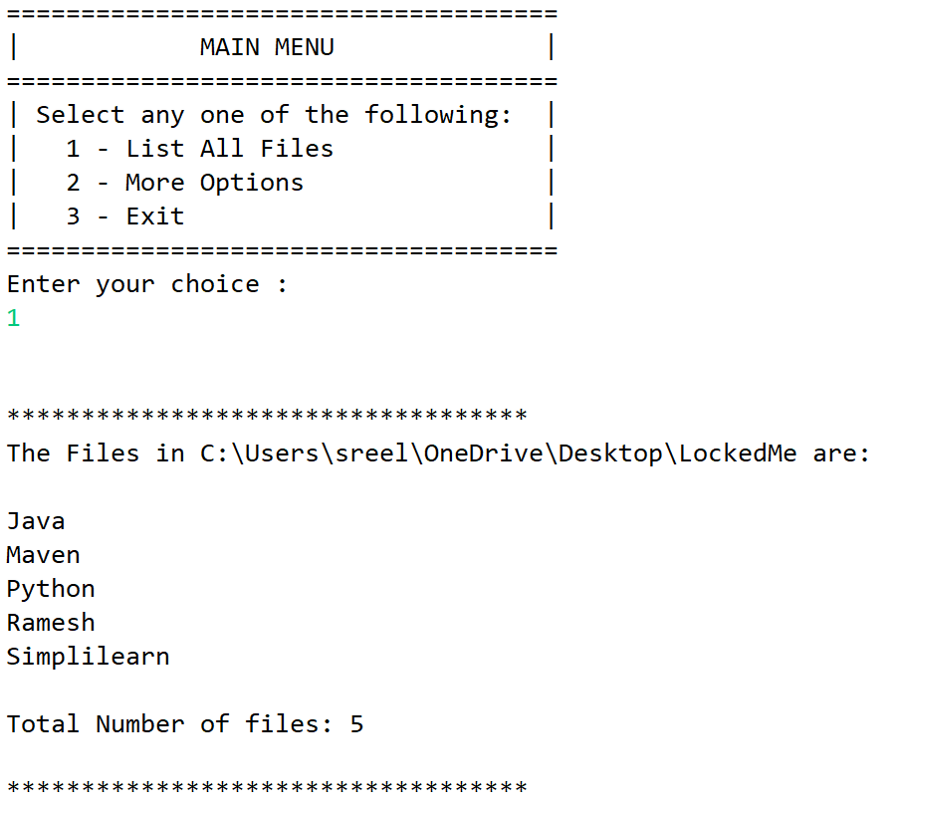 =====================================
|            MAIN MENU              |
=====================================
| Select any one of the following:  |
|   1 - List All Files              |
|   2 - More Options                |
|   3 - Exit                        |
=====================================
Enter your choice :
1
***********************************
The Files in C:\Users\sreel\OneDrive\Desktop\LockedMe are:
Java
Maven
Python
Ramesh
Simplilearn
Total Number of files: 5
***********************************